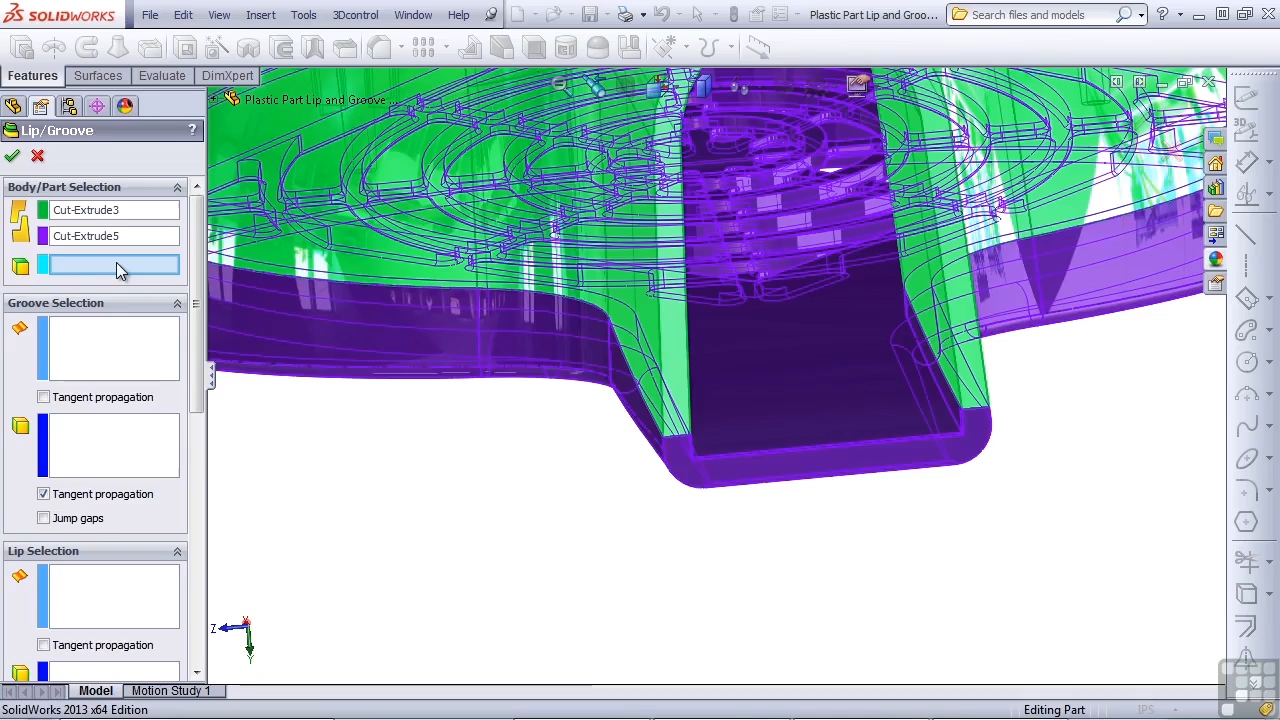 SOLIDWORKS File Edit View Insert Tools 3Dcontrol Window Help Plastic Part Lip and Groo... Search files and models ?
Features Surfaces Evaluate DimXpert
Plastic Part Lip and Groove ...
Lip/Groove ?
Body/Part Selection
Cut-Extrude3
Cut-Extrude5
Groove Selection
Tangent propagation
Tangent propagation
Jump gaps
Lip Selection
Tangent propagation
Z
Y
3D
Model Motion Study 1
SolidWorks 2013 x64 Edition Editing Part IPS